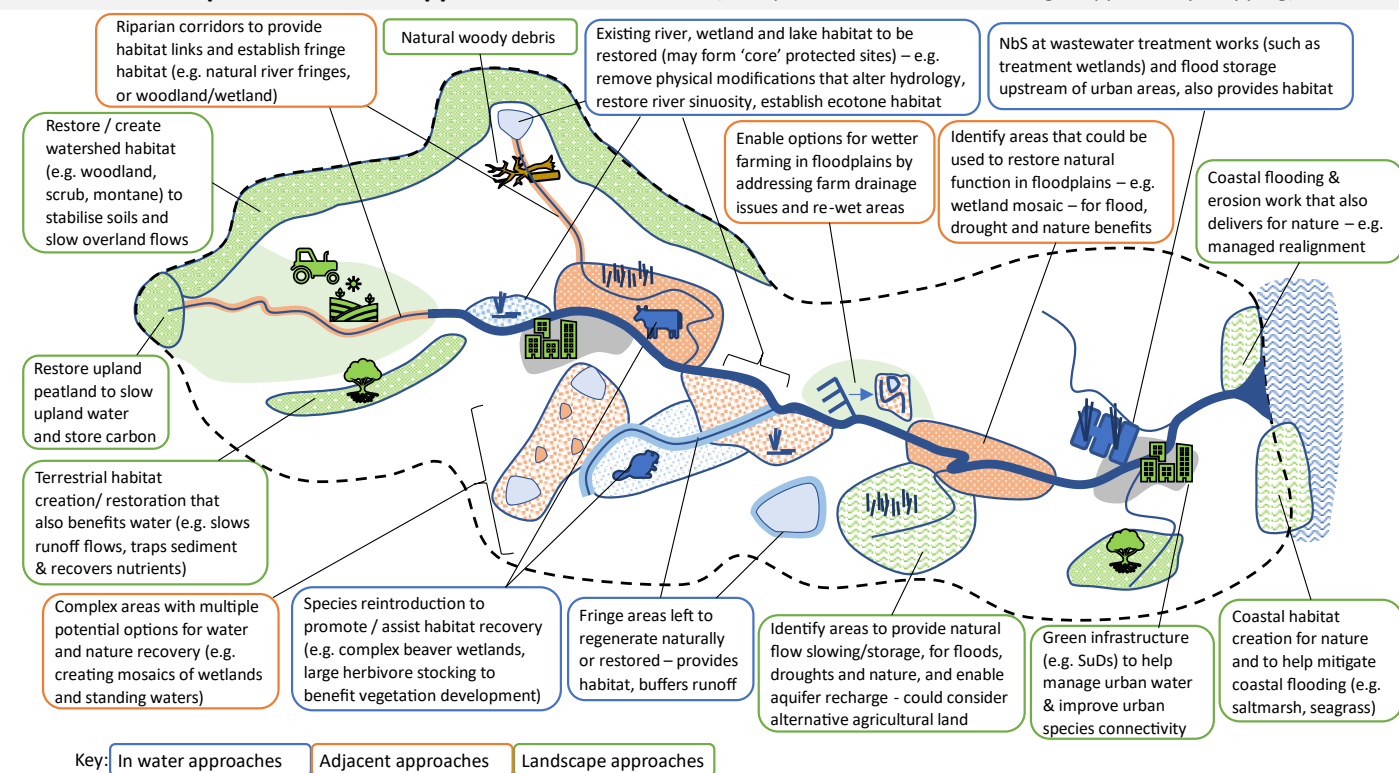 Riparian corridors to provide
habitat links and establish fringe
habitat (e.g. natural river fringes,
or woodland/wetland)
Natural woody debris
Existing river, wetland and lake habitat to be
restored (may form ‘core’ protected sites) – e.g.
remove physical modifications that alter hydrology,
restore river sinuosity, establish ecotone habitat
NbS at wastewater treatment works (such as
treatment wetlands) and flood storage
upstream of urban areas, also provides habitat
Restore / create
watershed habitat
(e.g. woodland,
scrub, montane) to
stabilise soils and
slow overland flows
Enable options for wetter
farming in floodplains by
addressing farm drainage
issues and re-wet areas
Identify areas that could be
used to restore natural
function in floodplains – e.g.
wetland mosaic – for flood,
drought and nature benefits
Coastal flooding &
erosion work that also
delivers for nature – e.g.
managed realignment
Restore upland
peatland to slow
upland water
and store carbon
Terrestrial habitat
creation/ restoration that
also benefits water (e.g. slows
runoff flows, traps sediment
& recovers nutrients)
Complex areas with multiple
potential options for water
and nature recovery (e.g.
creating mosaics of wetlands
and standing waters)
Species reintroduction to
promote / assist habitat recovery
(e.g. complex beaver wetlands,
large herbivore stocking to
benefit vegetation development)
Fringe areas left to
regenerate naturally
or restored – provides
habitat, buffers runoff
Identify areas to provide natural
flow slowing/storage, for floods,
droughts and nature, and enable
aquifer recharge - could consider
alternative agricultural land
Green infrastructure
(e.g. SuDs) to help
manage urban water
& improve urban
species connectivity
Coastal habitat
creation for nature
and to help mitigate
coastal flooding (e.g.
saltmarsh, seagrass)
Key: In water approaches Adjacent approaches Landscape approaches